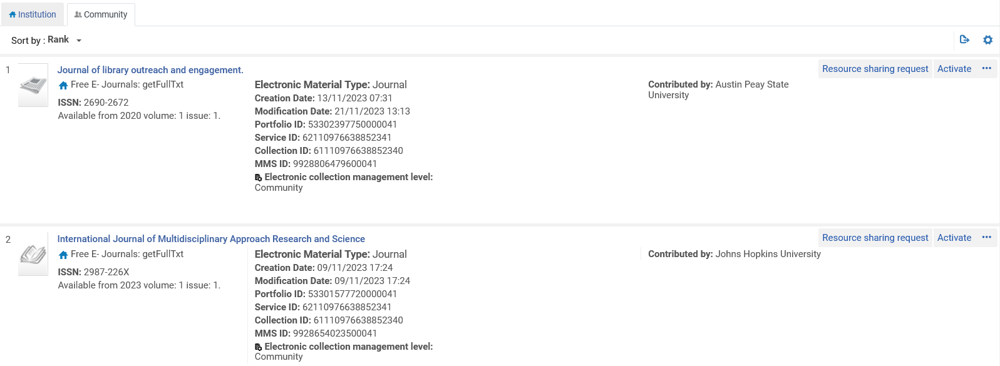 Institution
Community
Sort by : Rank
1
Journal of library outreach and engagement.
Resource sharing request
Activate
Free E- Journals: getFullTxt
ISSN: 2690-2672
Available from 2020 volume: 1 issue: 1.
Electronic Material Type: Journal
Creation Date: 13/11/2023 07:31
Modification Date: 21/11/2023 13:13
Portfolio ID: 53302397750000041
Service ID: 62110976638852341
Collection ID: 61110976638852340
MMS ID: 9928806479600041
Electronic collection management level:
Community
Contributed by: Austin Peay State
University
2
International Journal of Multidisciplinary Approach Research and Science
Resource sharing request
Activate
Free E- Journals: getFullTxt
ISSN: 2987-226X
Available from 2023 volume: 1 issue: 1.
Electronic Material Type: Journal
Creation Date: 09/11/2023 17:24
Modification Date: 09/11/2023 17:24
Portfolio ID: 53301577720000041
Service ID: 62110976638852341
Collection ID: 61110976638852340
MMS ID: 9928654023500041
Electronic collection management level:
Community
Contributed by: Johns Hopkins University